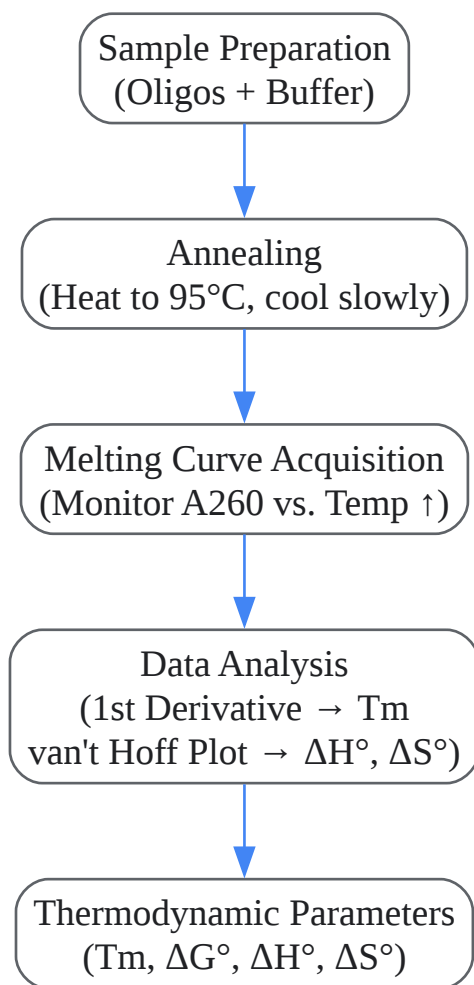 Sample Preparation
(Oligos + Buffer)
Annealing
(Heat to 95°C, cool slowly)
Melting Curve Acquisition
(Monitor A260 vs. Temp ↑)
Data Analysis
(1st Derivative → Tm
van't Hoff Plot → ΔH°, ΔS°)
Thermodynamic Parameters
(Tm, ΔG°, ΔH°, ΔS°)